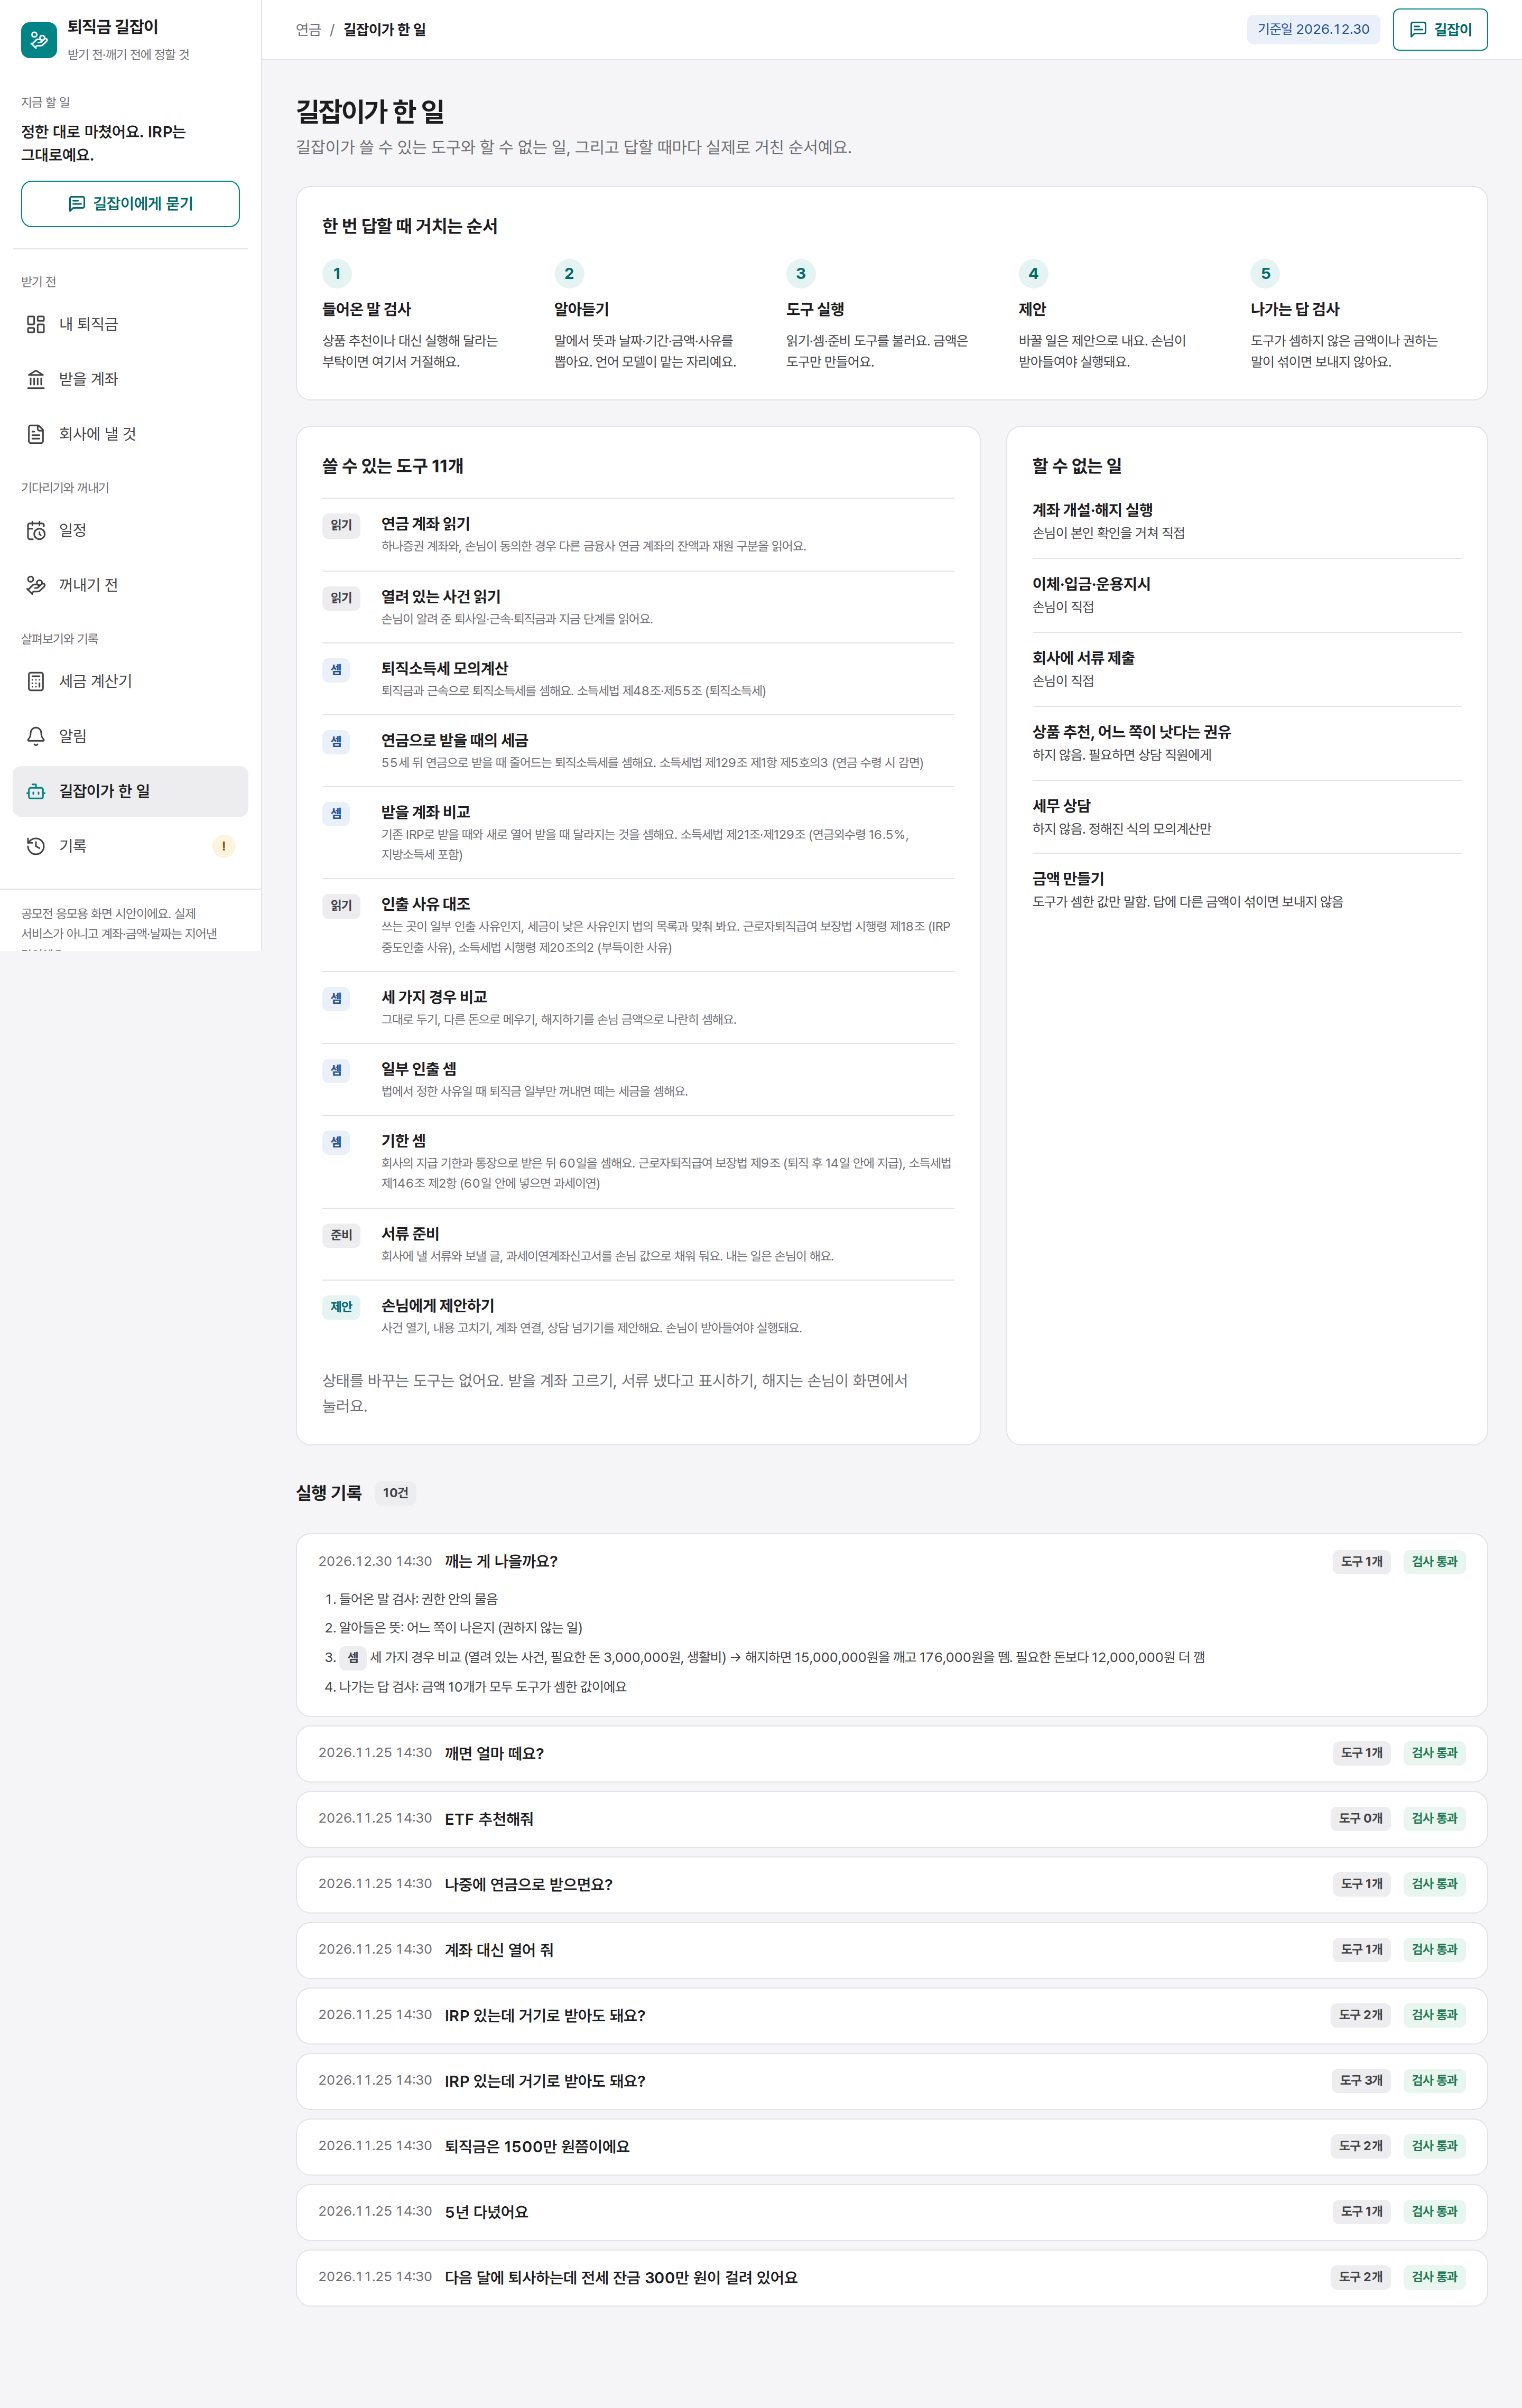 퇴직금 길잡이
받기 전·깨기 전에 정할 것
지금 할 일
정한 대로 마쳤어요. IRP는
그대로예요.
길잡이에게 묻기
받기 전
내 퇴직금
받을 계좌
회사에 낼 것
기다리기와 꺼내기
일정
꺼내기 전
살펴보기와 기록
세금 계산기
알림
길잡이가 한 일
기록 !
공모전 응모용 화면 시안이에요. 실제
서비스가 아니고 계좌·금액·날짜는 지어낸
연금 / 길잡이가 한 일
기준일 2026.12.30
길잡이
길잡이가 한 일
길잡이가 쓸 수 있는 도구와 할 수 없는 일, 그리고 답할 때마다 실제로 거친 순서예요.
한 번 답할 때 거치는 순서
1
들어온 말 검사
상품 추천이나 대신 실행해 달라는
부탁이면 여기서 거절해요.
2
알아듣기
말에서 뜻과 날짜·기간·금액·사유를
뽑아요. 언어 모델이 맡는 자리예요.
3
도구 실행
읽기·셈·준비 도구를 불러요. 금액은
도구만 만들어요.
4
제안
바꿀 일은 제안으로 내요. 손님이
받아들여야 실행돼요.
5
나가는 답 검사
도구가 셈하지 않은 금액이나 권하는
말이 섞이면 보내지 않아요.
쓸 수 있는 도구 11개
읽기 연금 계좌 읽기
하나증권 계좌와, 손님이 동의한 경우 다른 금융사 연금 계좌의 잔액과 재원 구분을 읽어요.
읽기 열려 있는 사건 읽기
손님이 알려 준 퇴사일·근속·퇴직금과 지금 단계를 읽어요.
셈 퇴직소득세 모의계산
퇴직금과 근속으로 퇴직소득세를 셈해요. 소득세법 제48조·제55조 (퇴직소득세)
셈 연금으로 받을 때의 세금
55세 뒤 연금으로 받을 때 줄어드는 퇴직소득세를 셈해요. 소득세법 제129조 제1항 제5호의3 (연금 수령 시 감면)
셈 받을 계좌 비교
기존 IRP로 받을 때와 새로 열어 받을 때 달라지는 것을 셈해요. 소득세법 제21조·제129조 (연금외수령 16.5%,
지방소득세 포함)
읽기 인출 사유 대조
쓰는 곳이 일부 인출 사유인지, 세금이 낮은 사유인지 법의 목록과 맞춰 봐요. 근로자퇴직급여 보장법 시행령 제18조 (IRP
중도인출 사유), 소득세법 시행령 제20조의2 (부득이한 사유)
셈 세 가지 경우 비교
그대로 두기, 다른 돈으로 메우기, 해지하기를 손님 금액으로 나란히 셈해요.
셈 일부 인출 셈
법에서 정한 사유일 때 퇴직금 일부만 꺼내면 떼는 세금을 셈해요.
셈 기한 셈
회사의 지급 기한과 통장으로 받은 뒤 60일을 셈해요. 근로자퇴직급여 보장법 제9조 (퇴직 후 14일 안에 지급), 소득세법
제146조 제2항 (60일 안에 넣으면 과세이연)
준비 서류 준비
회사에 낼 서류와 보낼 글, 과세이연계좌신고서를 손님 값으로 채워 둬요. 내는 일은 손님이 해요.
제안 손님에게 제안하기
사건 열기, 내용 고치기, 계좌 연결, 상담 넘기기를 제안해요. 손님이 받아들여야 실행돼요.
상태를 바꾸는 도구는 없어요. 받을 계좌 고르기, 서류 냈다고 표시하기, 해지는 손님이 화면에서
눌러요.
할 수 없는 일
계좌 개설·해지 실행
손님이 본인 확인을 거쳐 직접
이체·입금·운용지시
손님이 직접
회사에 서류 제출
손님이 직접
상품 추천, 어느 쪽이 낫다는 권유
하지 않음. 필요하면 상담 직원에게
세무 상담
하지 않음. 정해진 식의 모의계산만
금액 만들기
도구가 셈한 값만 말함. 답에 다른 금액이 섞이면 보내지 않음
실행 기록 10건
2026.12.30 14:30 깨는 게 나을까요? 도구 1개 검사 통과
1. 들어온 말 검사: 권한 안의 물음
2. 알아들은 뜻: 어느 쪽이 나은지 (권하지 않는 일)
3. 셈 세 가지 경우 비교 (열려 있는 사건, 필요한 돈 3,000,000원, 생활비) → 해지하면 15,000,000원을 깨고 176,000원을 뗌. 필요한 돈보다 12,000,000원 더 깸
4. 나가는 답 검사: 금액 10개가 모두 도구가 셈한 값이에요
2026.11.25 14:30 깨면 얼마 떼요? 도구 1개 검사 통과
2026.11.25 14:30 ETF 추천해줘 도구 0개 검사 통과
2026.11.25 14:30 나중에 연금으로 받으면요? 도구 1개 검사 통과
2026.11.25 14:30 계좌 대신 열어 줘 도구 1개 검사 통과
2026.11.25 14:30 IRP 있는데 거기로 받아도 돼요? 도구 2개 검사 통과
2026.11.25 14:30 IRP 있는데 거기로 받아도 돼요? 도구 3개 검사 통과
2026.11.25 14:30 퇴직금은 1500만 원쯤이에요 도구 2개 검사 통과
2026.11.25 14:30 5년 다녔어요 도구 1개 검사 통과
2026.11.25 14:30 다음 달에 퇴사하는데 전세 잔금 300만 원이 걸려 있어요 도구 2개 검사 통과